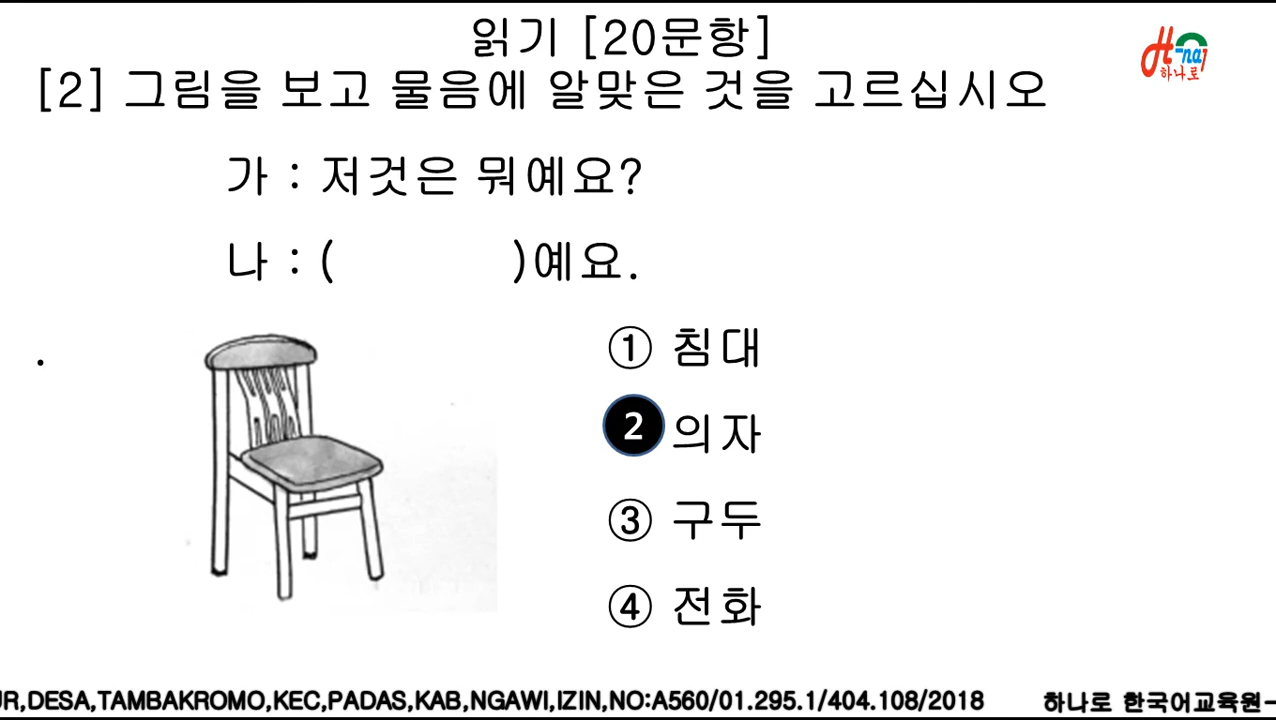 읽기 [20문항]
H-na
하나로
[2] 그림을 보고 물음에 알맞은 것을 고르십시오
가 : 저것은 뭐예요?
나 : ( )예요.
.
① 침대
2 의자
③ 구두
④ 전화
UR,DESA,TAMBAKROMO,KEC,PADAS,KAB,NGAWI,IZIN,NO:A560/01.295.1/404.108/2018 하나로 한국어교육원-